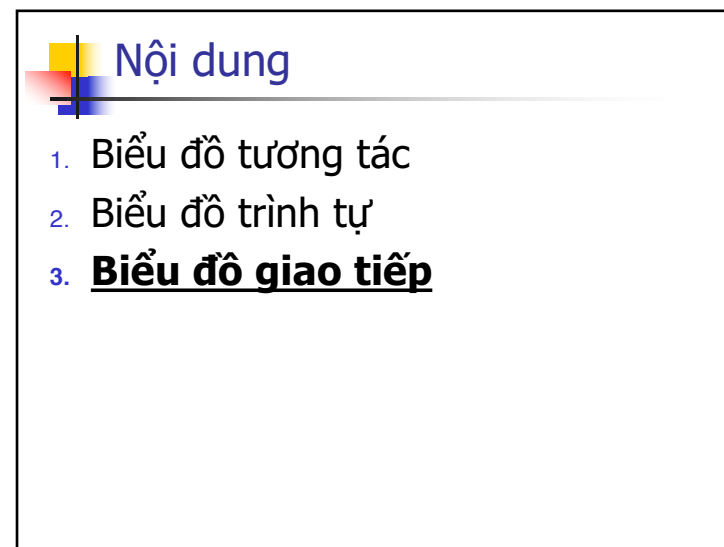 Nội dung
1. Biểu đồ tương tác
2. Biểu đồ trình tự
3. Biểu đồ giao tiếp